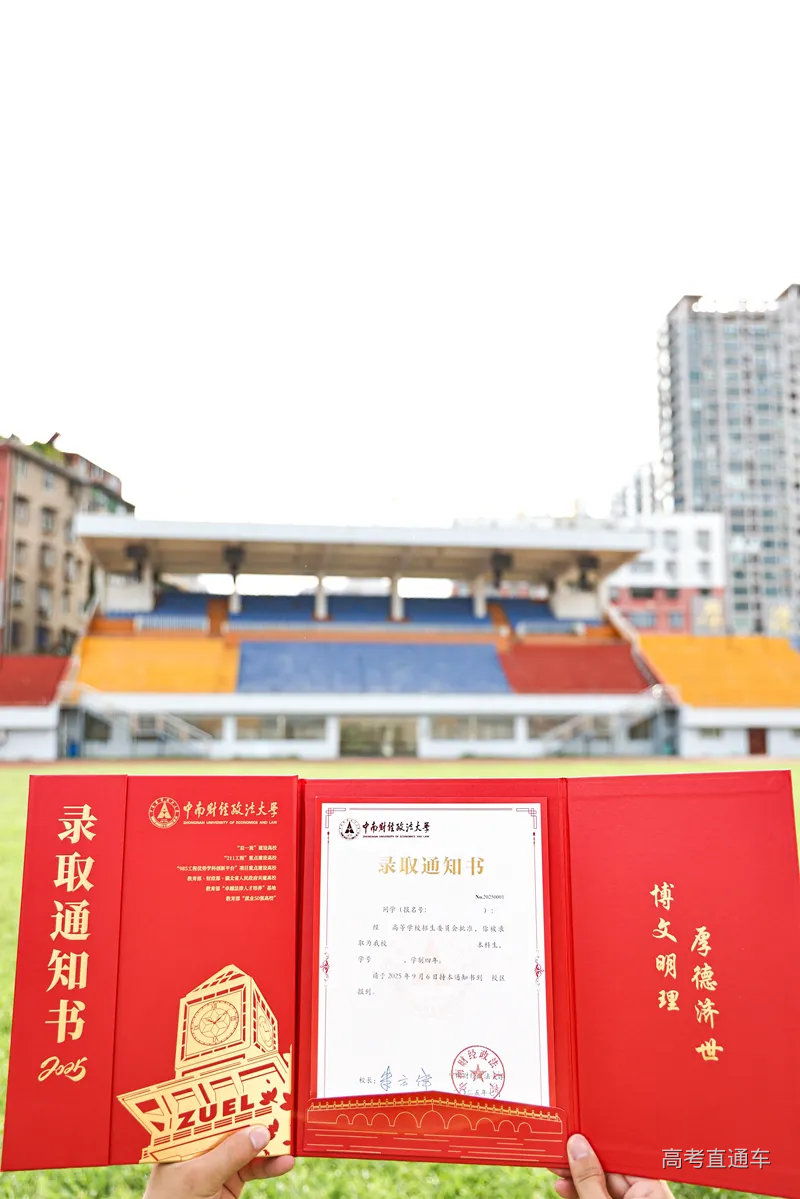 录取通知书
2025
中南财经政法大学
ZHONGNAN UNIVERSITY OF ECONOMICS AND LAW
"双一流"建设高校
"211工程"重点建设高校
"985工程优势学科创新平台"项目重点建设高校
教育部·财政部·湖北省人民政府共建高校
教育部"卓越法律人才培养"基地
教育部"就业50强高校"
ZUEL
中南财经政法大学
ZHONGNAN UNIVERSITY OF ECONOMICS AND LAW
录取通知书
No.20250001
同学(报名号: ):
经 高等学校招生委员会批准,你被录
取为我校 本科生,
学号 ,学制四年。
请于2025年9月6日持本通知书到 校区
报到。
校长:
博文明理
厚德济世
高考直通车